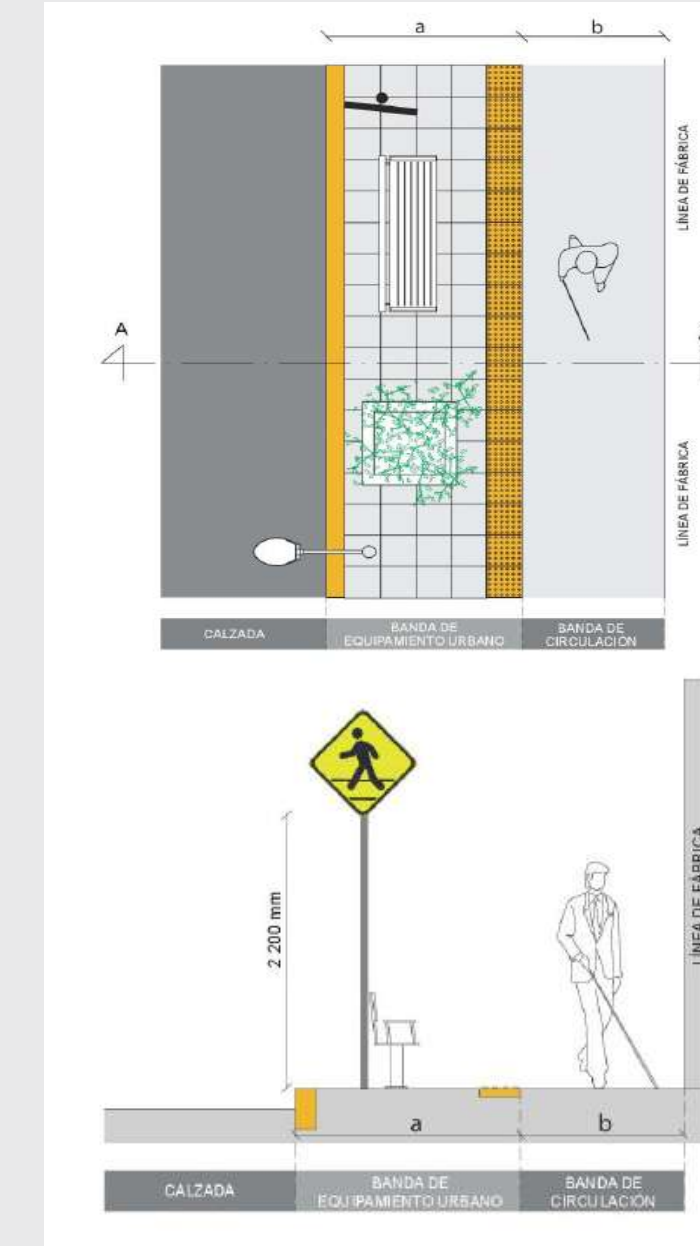 a
b
LÍNEA DE FÁBRICA
A
LÍNEA DE FÁBRICA
CALZADA
BANDA DE
EQUIPAMIENTO URBANO
BANDA DE
CIRCULACIÓN
2 200 mm
LÍNEA DE FÁBRICA
a
b
CALZADA
BANDA DE
EQUIPAMIENTO URBANO
BANDA DE
CIRCULACIÓN